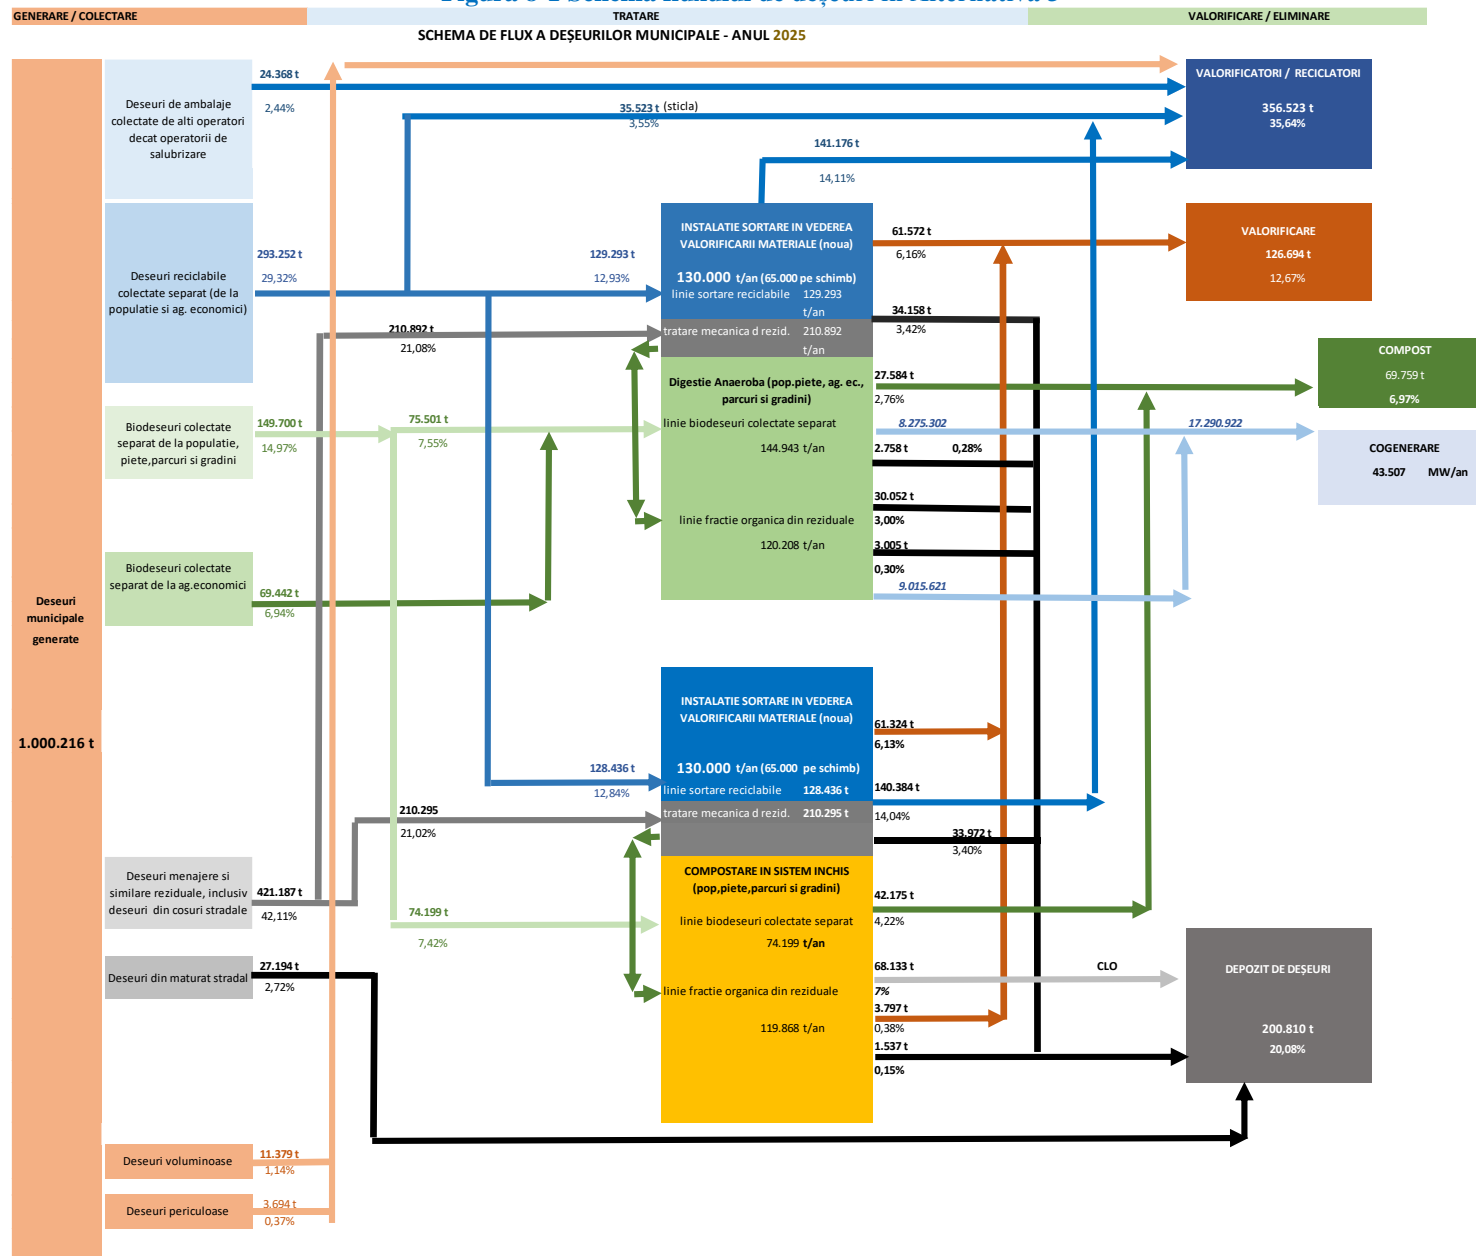 GENERARE / COLECTARE
TRATARE
VALORIFICARE / ELIMINARE
SCHEMA DE FLUX A DEȘEURILOR MUNICIPALE - ANUL 2025
Deseuri
municipale
generate
1.000.216 t
Deseuri de ambalaje
colectate de alti operatori
decat operatorii de
salubrizare
24.368 t
2,44%
35.523 t (sticla)
3,55%
141.176 t
14,11%
VALORIFICATORI / RECICLATORI
356.523 t
35,64%
Deseuri reciclabile
colectate separat (de la
populatie si ag. economici)
293.252 t
29,32%
129.293 t
12,93%
INSTALATIE SORTARE IN VEDEREA
VALORIFICARII MATERIALE (noua)
130.000 t/an (65.000 pe schimb)
linie sortare reciclabile 129.293
t/an
tratare mecanica d rezid. 210.892
t/an
61.572 t
6,16%
VALORIFICARE
126.694 t
12,67%
34.158 t
3,42%
210.892 t
21,08%
Digestie Anaeroba (pop.piete, ag. ec.,
parcuri si gradini)
linie biodeseuri colectate separat
144.943 t/an
linie fractie organica din reziduale
120.208 t/an
27.584 t
2,76%
COMPOST
69.759 t
6,97%
8.275.302
17.290.922
COGENERARE
43.507 MW/an
2.758 t 0,28%
30.052 t
3,00%
3.005 t
0,30%
9.015.621
Biodeseuri colectate
separat de la populatie,
piete,parcuri si gradini
149.700 t
14,97%
75.501 t
7,55%
Biodeseuri colectate
separat de la ag.economici
69.442 t
6,94%
INSTALATIE SORTARE IN VEDEREA
VALORIFICARII MATERIALE (noua)
130.000 t/an (65.000 pe schimb)
linie sortare reciclabile 128.436 t
tratare mecanica d rezid. 210.295 t
128.436 t
12,84%
61.324 t
6,13%
140.384 t
14,04%
210.295
21,02%
33.972 t
3,40%
COMPOSTARE IN SISTEM INCHIS
(pop,piete,parcuri si gradini)
linie biodeseuri colectate separat
74.199 t/an
linie fractie organica din reziduale
119.868 t/an
Deseuri menajere si
similare reziduale, inclusiv
deseuri din cosuri stradale
421.187 t
42,11%
74.199 t
7,42%
42.175 t
4,22%
68.133 t
7%
CLO
3.797 t
0,38%
1.537 t
0,15%
DEPOZIT DE DEȘEURI
200.810 t
20,08%
Deseuri din maturat stradal
27.194 t
2,72%
Deseuri voluminoase
11.379 t
1,14%
Deseuri periculoase
3.694 t
0,37%